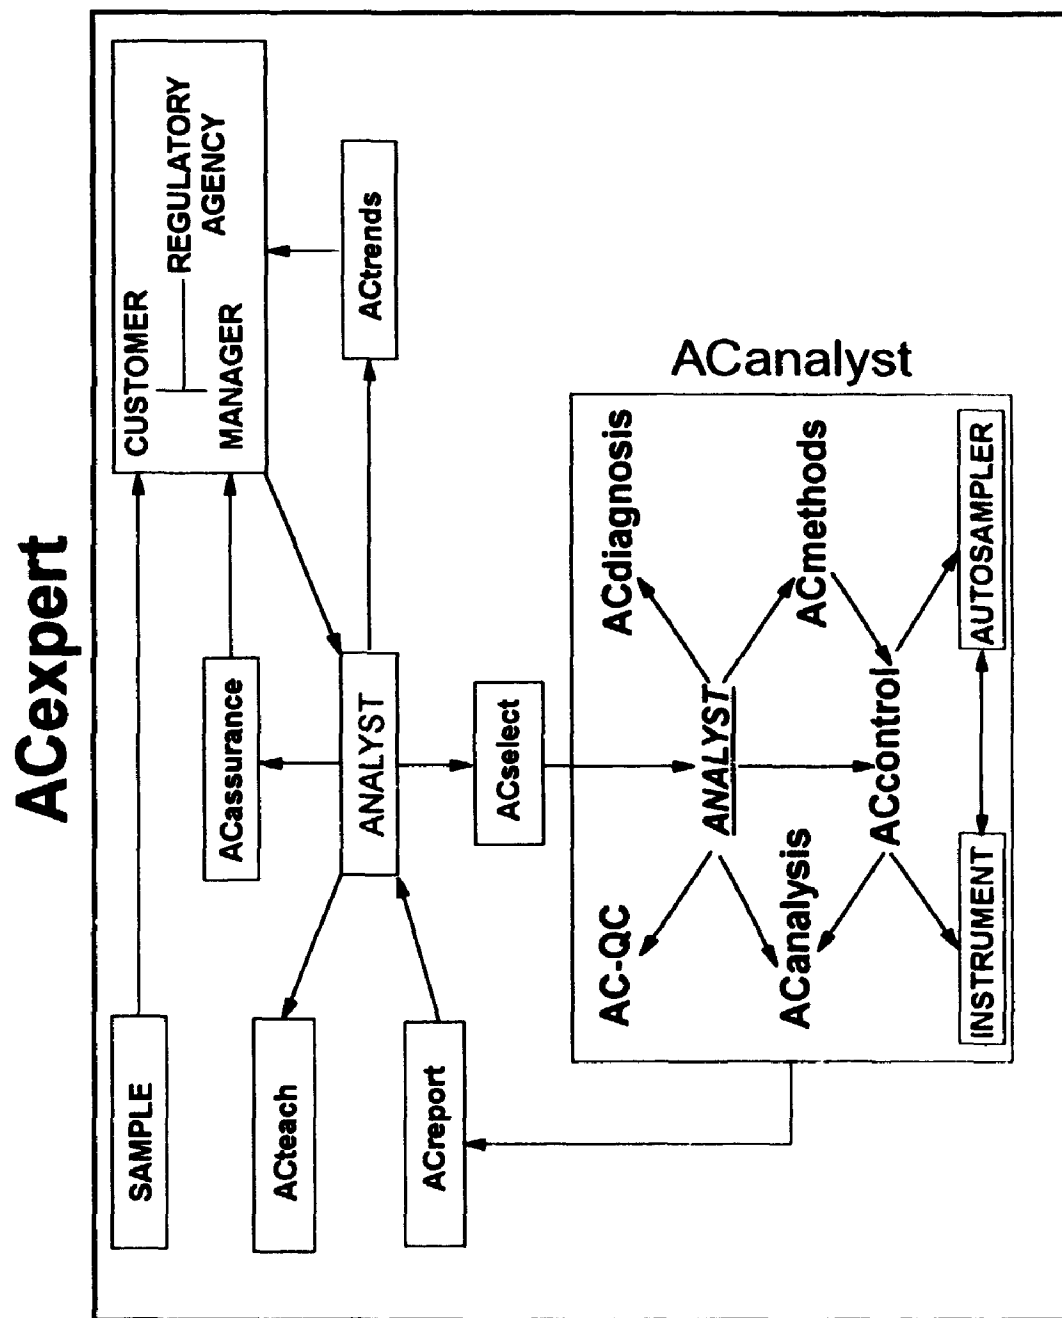 ACexpert
SAMPLE
CUSTOMER
REGULATORY
AGENCY
MANAGER
ACassurance
ACteach
ANALYST
ACtrends
ACreport
ACselect
ACanalyst
AC-QC
ACdiagnosis
ANALYST
ACanalysis
ACmethods
ACcontrol
INSTRUMENT
AUTOSAMPLER